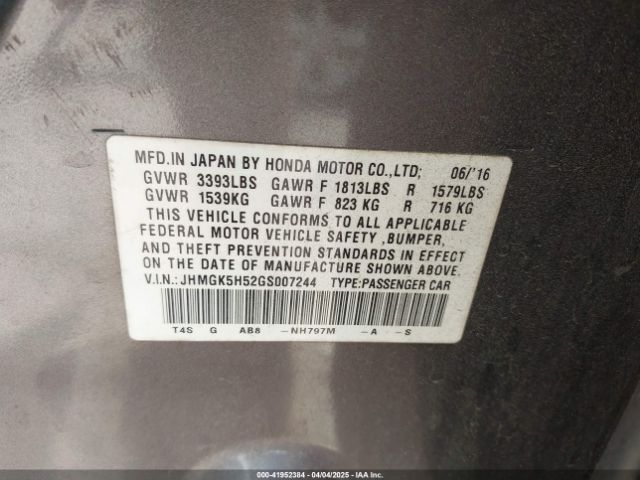 MFD.IN JAPAN BY HONDA MOTOR CO.,LTD; 06/'16
GVWR 3393LBS GAWR F 1813LBS R 1579LBS
GVWR 1539KG GAWR F 823 KG R 716 KG
THIS VEHICLE CONFORMS TO ALL APPLICABLE
FEDERAL MOTOR VEHICLE SAFETY ,BUMPER,
AND THEFT PREVENTION STANDARDS IN EFFECT
ON THE DATE OF MANUFACTURE SHOWN ABOVE.
V.I.N.:JHMGK5H52GS007244 TYPE:PASSENGER CAR
T4S G AB8 -NH797M -A -S
000-41952384 | 04/04/2025 - IAA Inc.